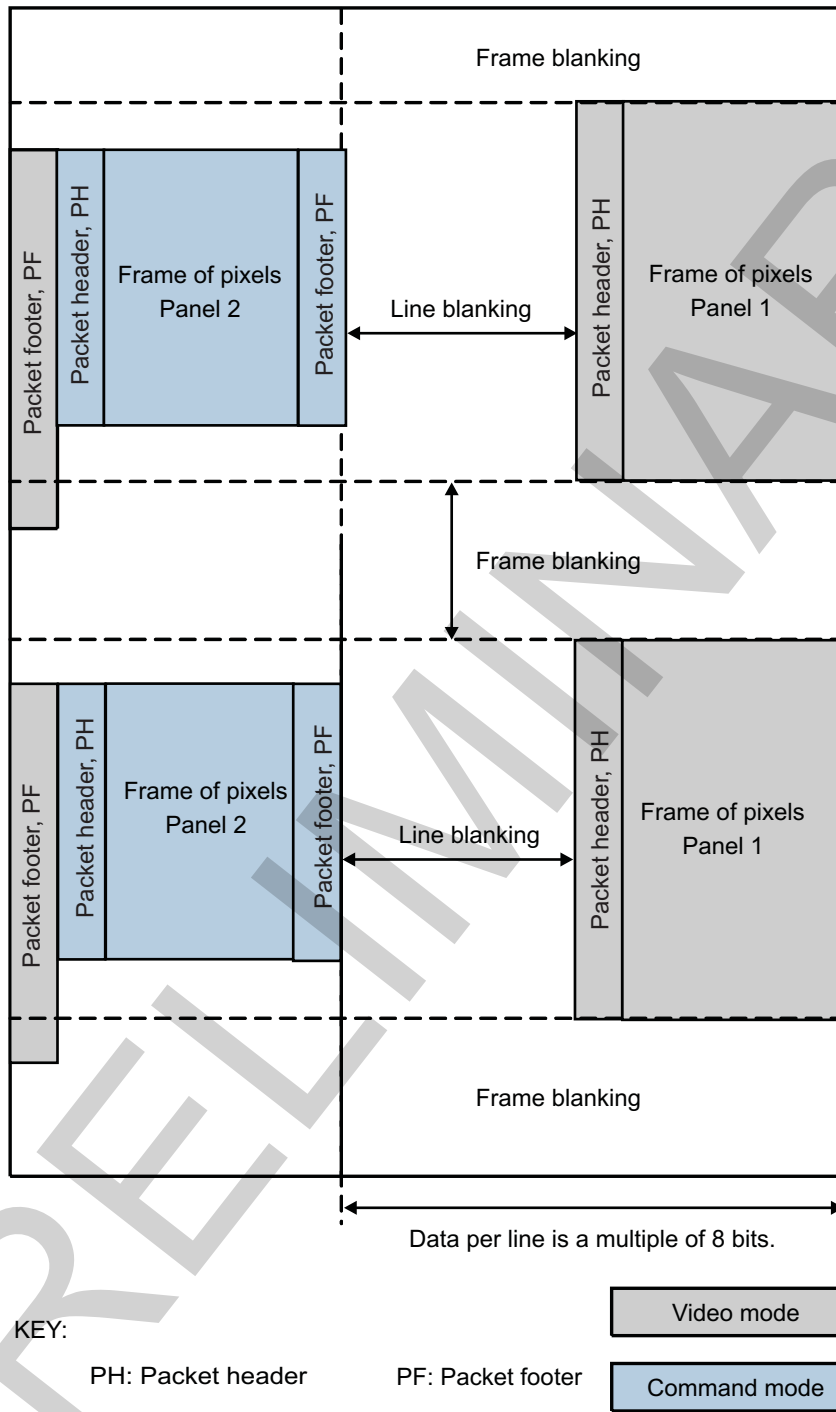 Frame blanking
Packet footer, PF
Packet header, PH
Frame of pixels
Panel 2
Packet footer, PF
Line blanking
Packet header, PH
Frame of pixels
Panel 1
Frame blanking
Packet footer, PF
Packet header, PH
Frame of pixels
Panel 2
Packet footer, PF
Line blanking
Packet header, PH
Frame of pixels
Panel 1
Frame blanking
Data per line is a multiple of 8 bits.
KEY:
Video mode
PH: Packet header
PF: Packet footer
Command mode